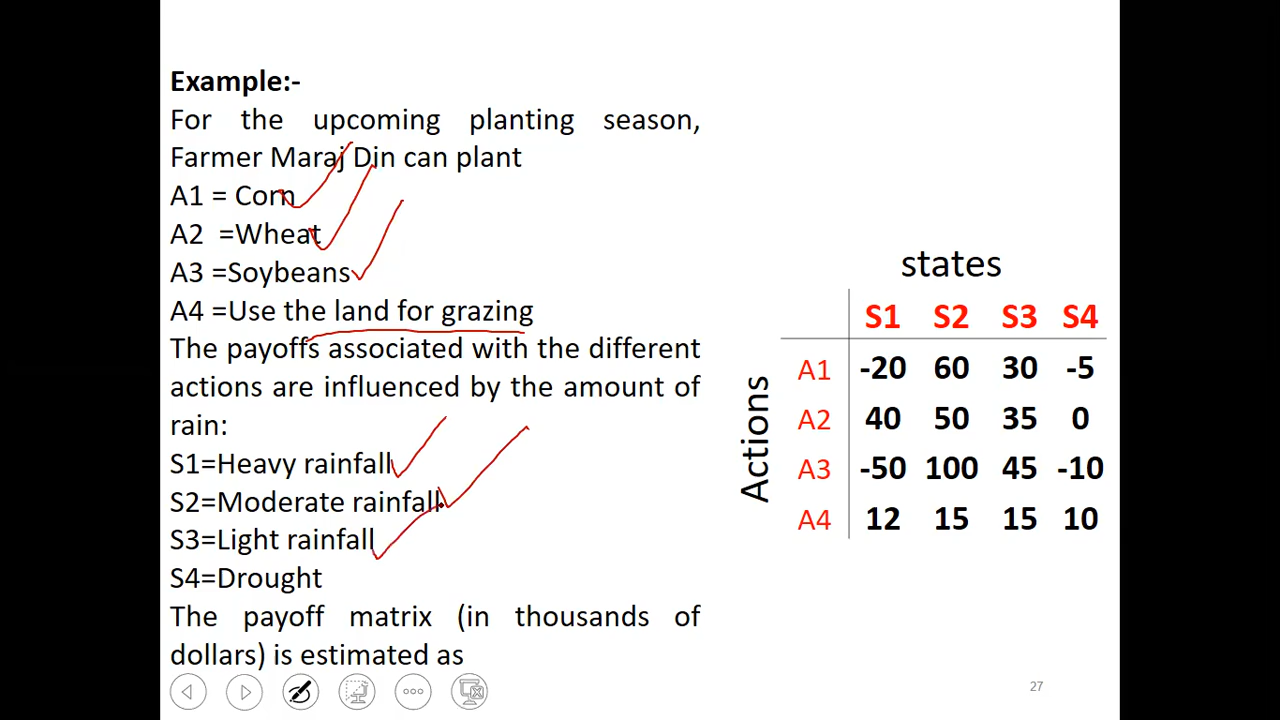 Example:-
For the upcoming planting season,
Farmer Maraj Din can plant
A1 = Corn
A2 =Wheat
A3 =Soybeans
A4 =Use the land for grazing
The payoffs associated with the different
actions are influenced by the amount of
rain:
S1=Heavy rainfall
S2=Moderate rainfall
S3=Light rainfall
S4=Drought
The payoff matrix (in thousands of
dollars) is estimated as
states
S1 S2 S3 S4
Actions
A1 -20 60 30 -5
A2 40 50 35 0
A3 -50 100 45 -10
A4 12 15 15 10
27